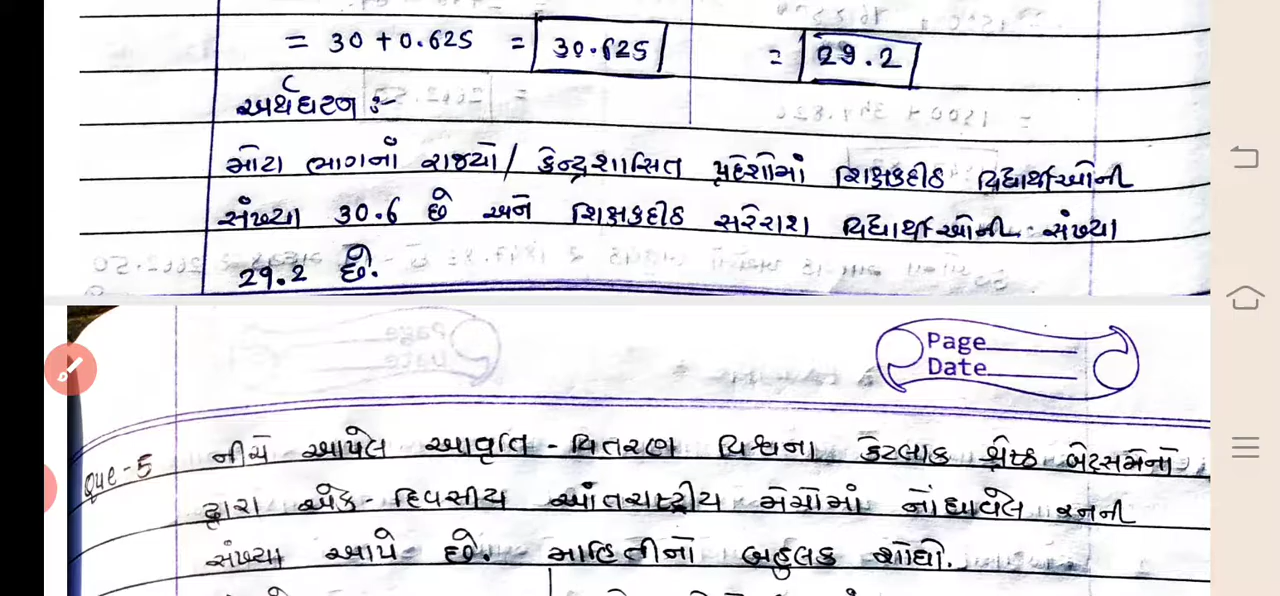 = 30 + 0.625 = 30.625 = 29.2
અર્થઘટન :-
મોટા ભાગનાં રાજ્યો / કેન્દ્રશાસિત પ્રદેશોમાં શિક્ષકદીઠ વિદ્યાર્થીઓની
સંખ્યા 30.6 છે અને શિક્ષકદીઠ સરેરાશ વિદ્યાર્થીઓની સંખ્યા
29.2 છે.
Page
Date
Que-5 નીચે આપેલ આવૃતિ - વિતરણ વિશ્વના કેટલાક શ્રેષ્ઠ બેટ્સમેનો
દ્વારા એક - દિવસીય આંતરાષ્ટ્રીય મેચોમાં નોંધાવેલ રનની
સંખ્યા આપે છે. માહિતીનો બહુલક શોધો.